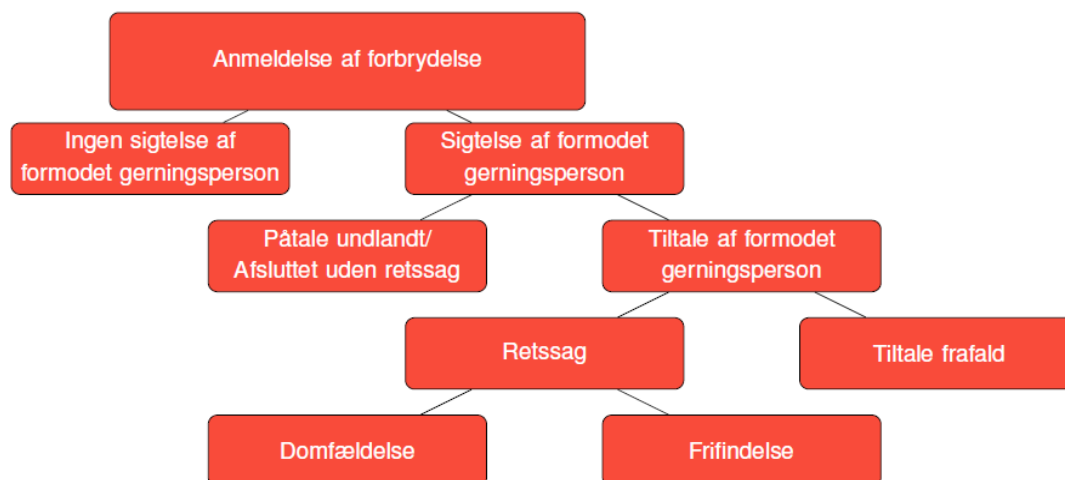 Anmeldelse af forbrydelse
Ingen sigtelse af
formodet gerningsperson
Sigtelse af formodet
gerningsperson
Påtale undlandt/
Afsluttet uden retssag
Tiltale af formodet
gerningsperson
Retssag
Tiltale frafald
Domfældelse
Frifindelse